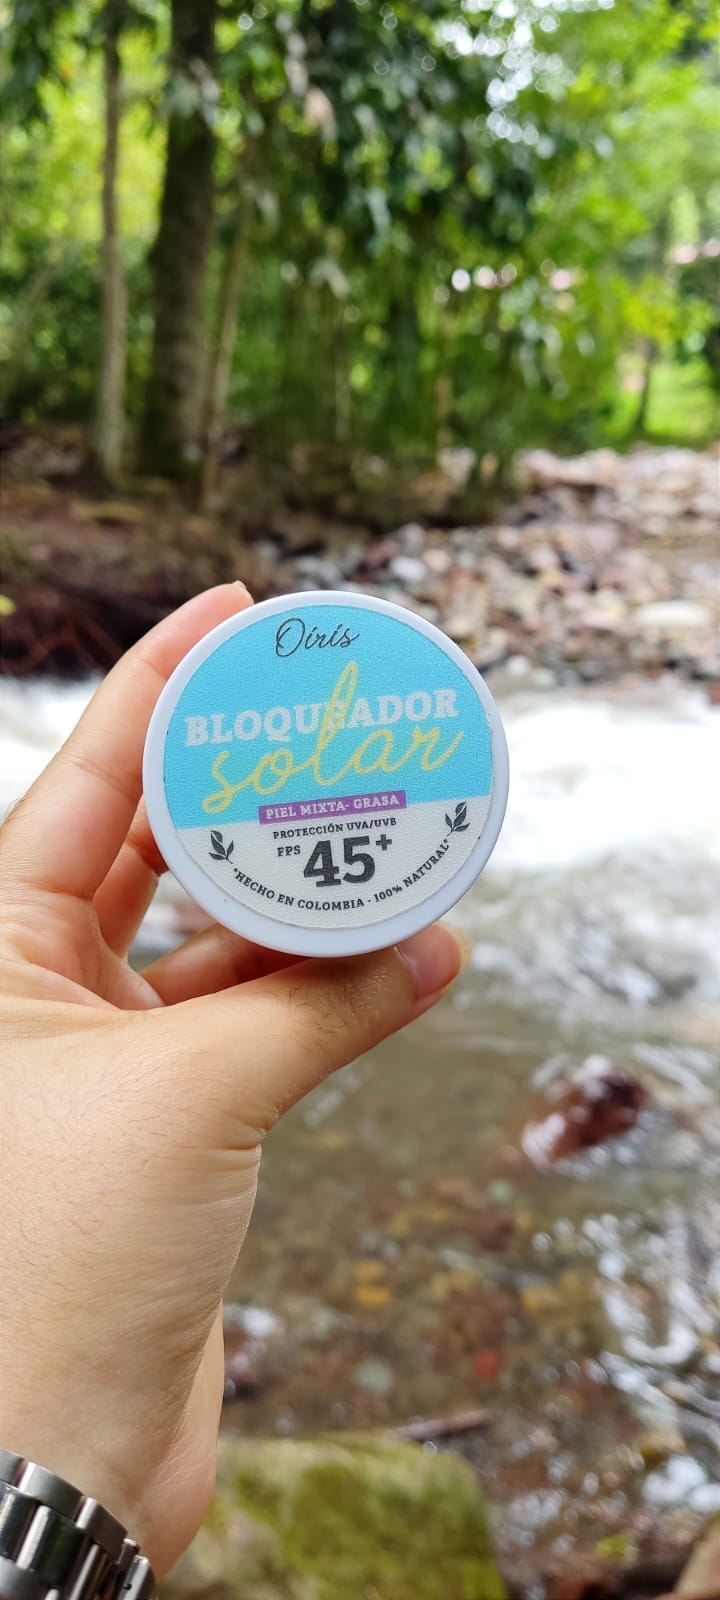 Oiris
BLOQUEADOR
solar
PIEL MIXTA- GRASA
PROTECCIÓN UVA/UVB
FPS 45+
*HECHO EN COLOMBIA - 100% NATURAL*